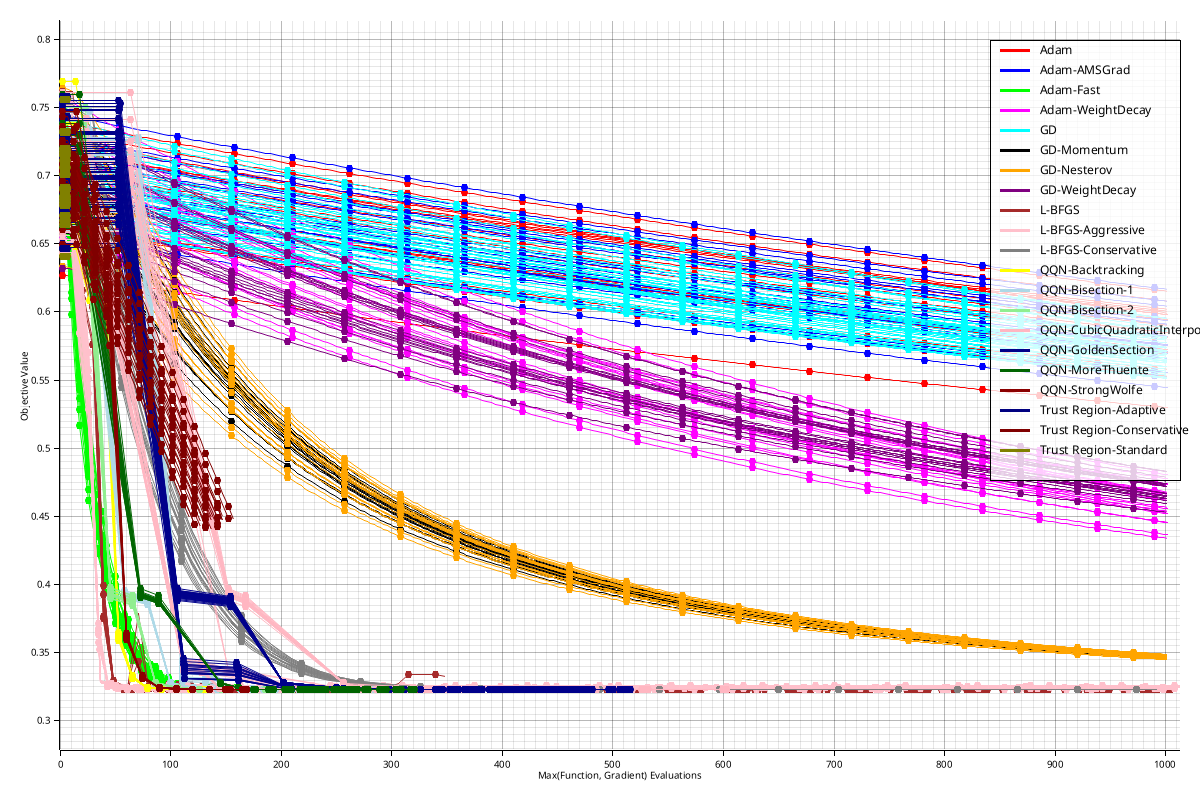 0.8
0.75
0.7
0.65
0.6
0.55
0.5
0.45
0.4
0.35
0.3
Objective Value
0 100 200 300 400 500 600 700 800 900 1000
Max(Function, Gradient) Evaluations
Adam
Adam-AMSGrad
Adam-Fast
Adam-WeightDecay
GD
GD-Momentum
GD-Nesterov
GD-WeightDecay
L-BFGS
L-BFGS-Aggressive
L-BFGS-Conservative
QQN-Backtracking
QQN-Bisection-1
QQN-Bisection-2
QQN-CubicQuadraticInterpo
QQN-GoldenSection
QQN-MoreThuente
QQN-StrongWolfe
Trust Region-Adaptive
Trust Region-Conservative
Trust Region-Standard